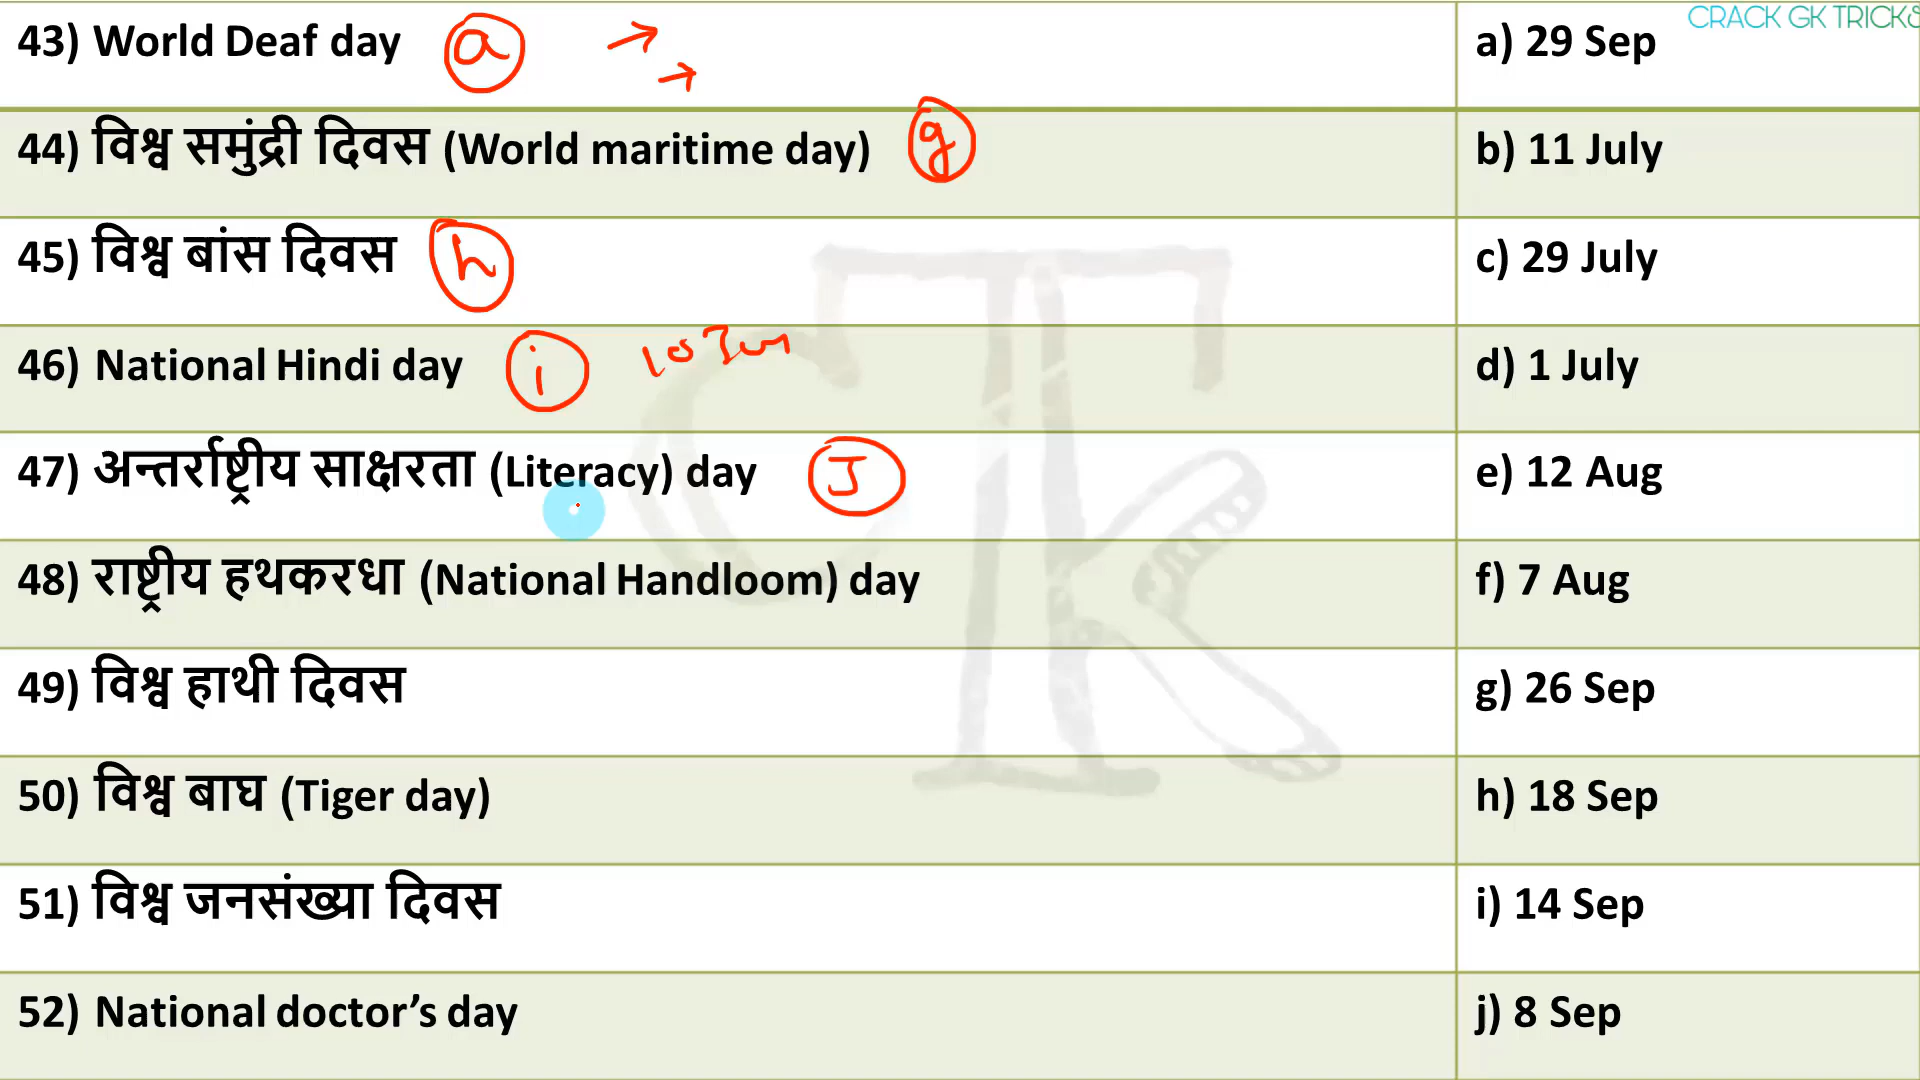 CRACK GK TRICKS
43) World Deaf day a a) 29 Sep
44) विश्व समुंद्री दिवस (World maritime day) g b) 11 July
45) विश्व बांस दिवस h c) 29 July
46) National Hindi day i 10 Jan d) 1 July
47) अन्तर्राष्ट्रीय साक्षरता (Literacy) day J e) 12 Aug
48) राष्ट्रीय हथकरधा (National Handloom) day f) 7 Aug
49) विश्व हाथी दिवस g) 26 Sep
50) विश्व बाघ (Tiger day) h) 18 Sep
51) विश्व जनसंख्या दिवस i) 14 Sep
52) National doctor’s day j) 8 Sep